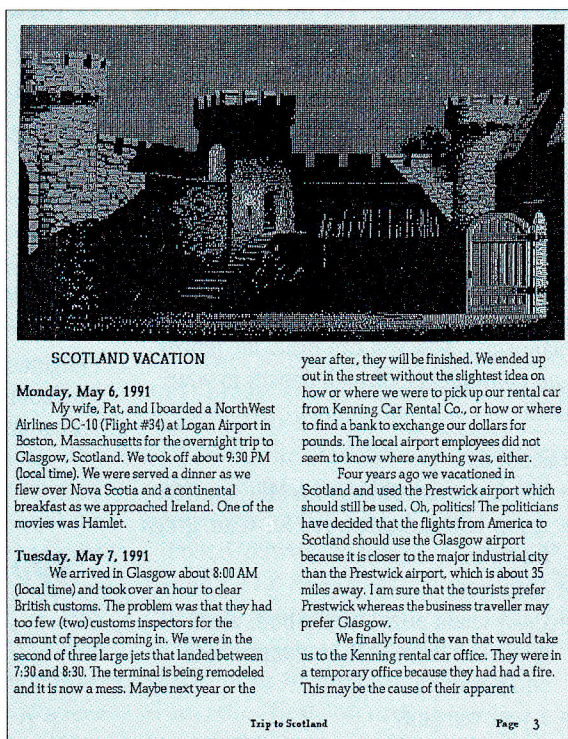 SCOTLAND VACATION
Monday, May 6, 1991
My wife, Pat, and I boarded a NorthWest
Airlines DC-10 (Flight #34) at Logan Airport in
Boston, Massachusetts for the overnight trip to
Glasgow, Scotland. We took off about 9:30 PM
(local time). We were served a dinner as we
flew over Nova Scotia and a continental
breakfast as we approached Ireland. One of the
movies was Hamlet.
Tuesday, May 7, 1991
We arrived in Glasgow about 8:00 AM
(local time) and took over an hour to clear
British customs. The problem was that they had
too few (two) customs inspectors for the
amount of people coming in. We were in the
second of three large jets that landed between
7:30 and 8:30. The terminal is being remodeled
and it is now a mess. Maybe next year or the
year after, they will be finished. We ended up
out in the street without the slightest idea on
how or where we were to pick up our rental car
from Kenning Car Rental Co., or how or where
to find a bank to exchange our dollars for
pounds. The local airport employees did not
seem to know where anything was, either.
Four years ago we vacationed in
Scotland and used the Prestwick airport which
should still be used. Oh, politics! The politicians
have decided that the flights from America to
Scotland should use the Glasgow airport
because it is closer to the major industrial city
than the Prestwick airport, which is about 35
miles away. I am sure that the tourists prefer
Prestwick whereas the business traveller may
prefer Glasgow.
We finally found the van that would take
us to the Kenning rental car office. They were in
a temporary office because they had had a fire.
This may be the cause of their apparent
Trip to Scotland Page 3